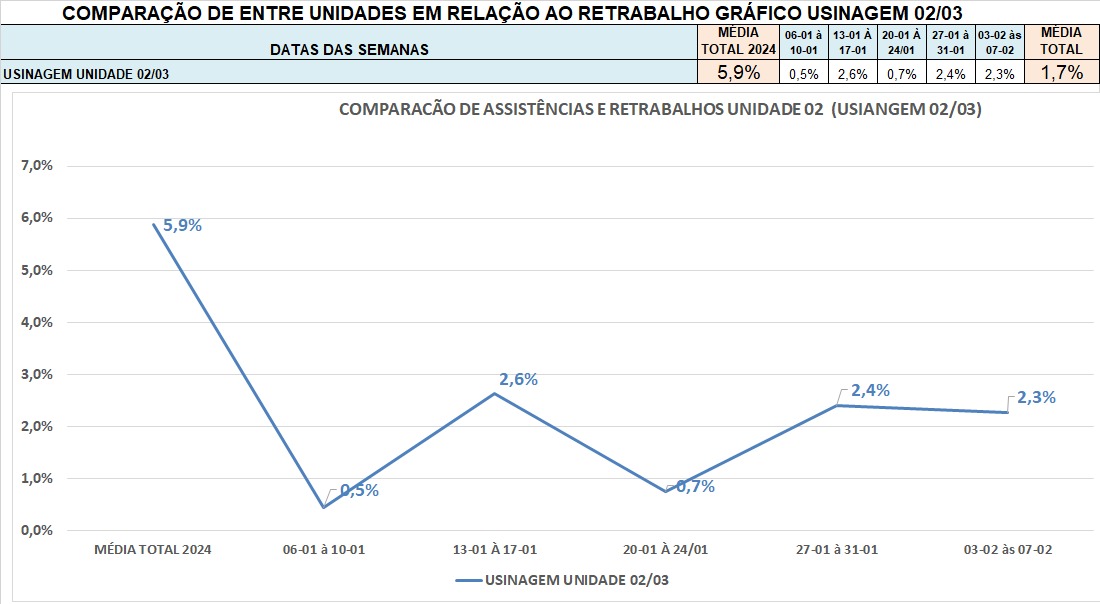 COMPARAÇÃO DE ENTRE UNIDADES EM RELAÇÃO AO RETRABALHO GRÁFICO USINAGEM 02/03
DATAS DAS SEMANAS
MÉDIA
TOTAL 2024
06-01 à
10-01
13-01 À
17-01
20-01 À
24/01
27-01 à
31-01
03-02 às
07-02
MÉDIA
TOTAL
USINAGEM UNIDADE 02/03
5,9%
0,5%
2,6%
0,7%
2,4%
2,3%
1,7%
COMPARACÃO DE ASSISTÊNCIAS E RETRABALHOS UNIDADE 02 (USIANGEM 02/03)
7,0%
6,0%
5,0%
4,0%
3,0%
2,0%
1,0%
0,0%
5,9%
0,5%
2,6%
0,7%
2,4%
2,3%
MÉDIA TOTAL 2024
06-01 à 10-01
13-01 À 17-01
20-01 À 24/01
27-01 à 31-01
03-02 às 07-02
USINAGEM UNIDADE 02/03